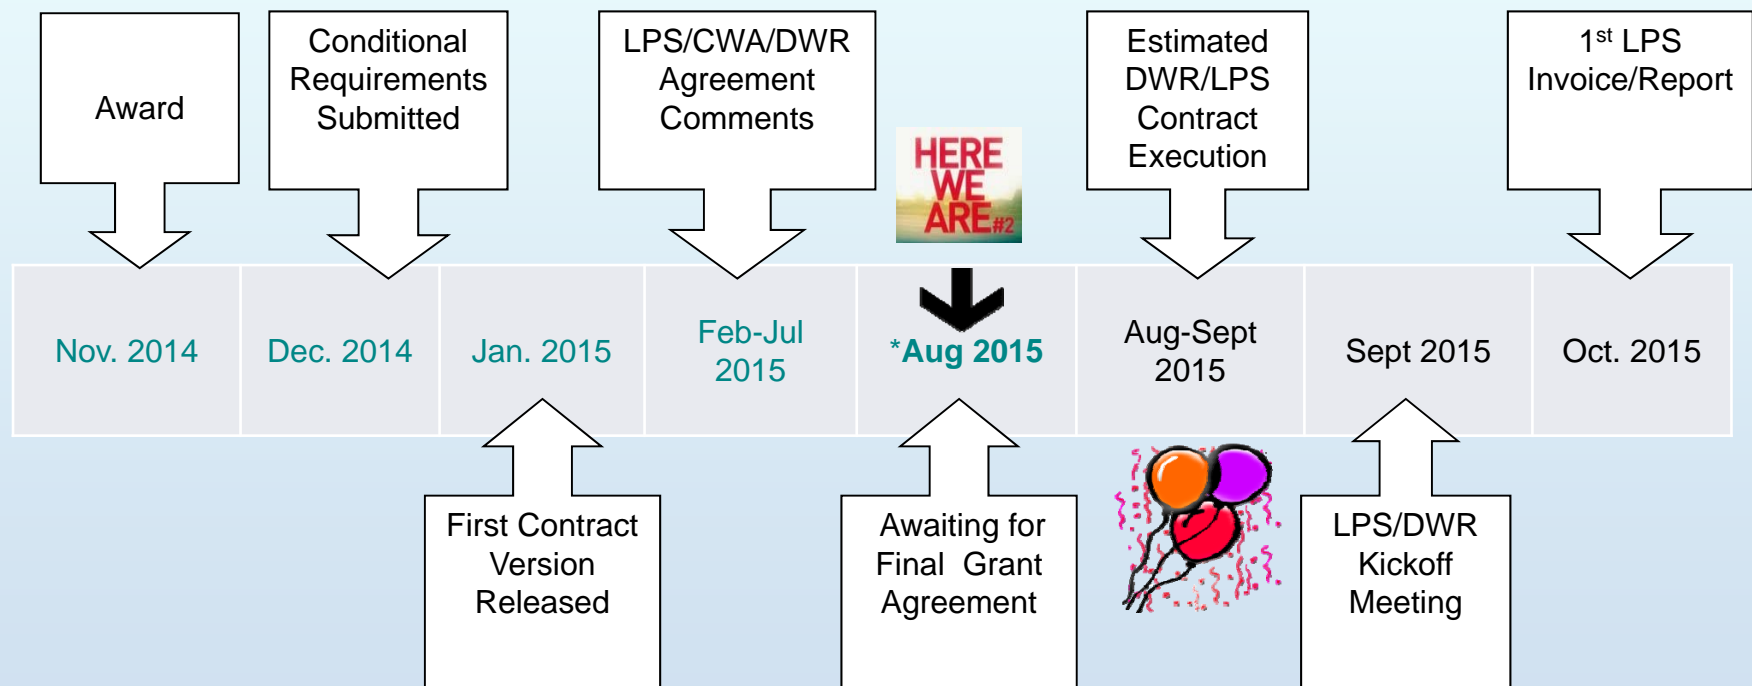 Award
Conditional
Requirements
Submitted
LPS/CWA/DWR
Agreement
Comments
HERE
WE
ARE#2
Estimated
DWR/LPS
Contract
Execution
1st LPS
Invoice/Report
Nov. 2014
Dec. 2014
Jan. 2015
Feb-Jul
2015
*Aug 2015
Aug-Sept
2015
Sept 2015
Oct. 2015
First Contract
Version
Released
Awaiting for
Final Grant
Agreement
LPS/DWR
Kickoff
Meeting